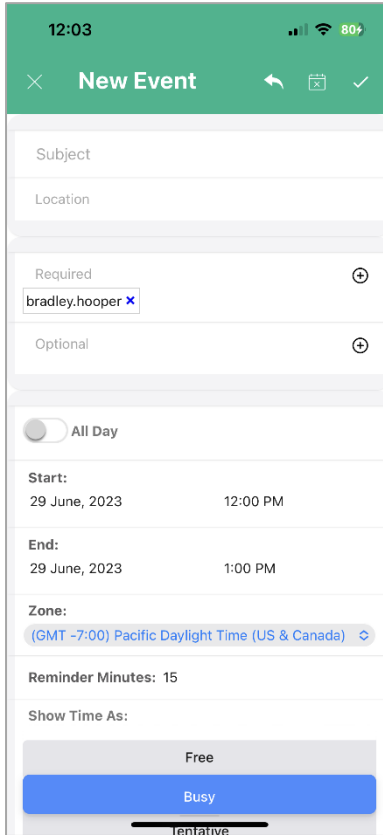 12:03
80
New Event
Subject
Location
Required
bradley.hooper
Optional
All Day
Start:
29 June, 2023 12:00 PM
End:
29 June, 2023 1:00 PM
Zone:
(GMT -7:00) Pacific Daylight Time (US & Canada)
Reminder Minutes: 15
Show Time As:
Free
Busy
Tentative